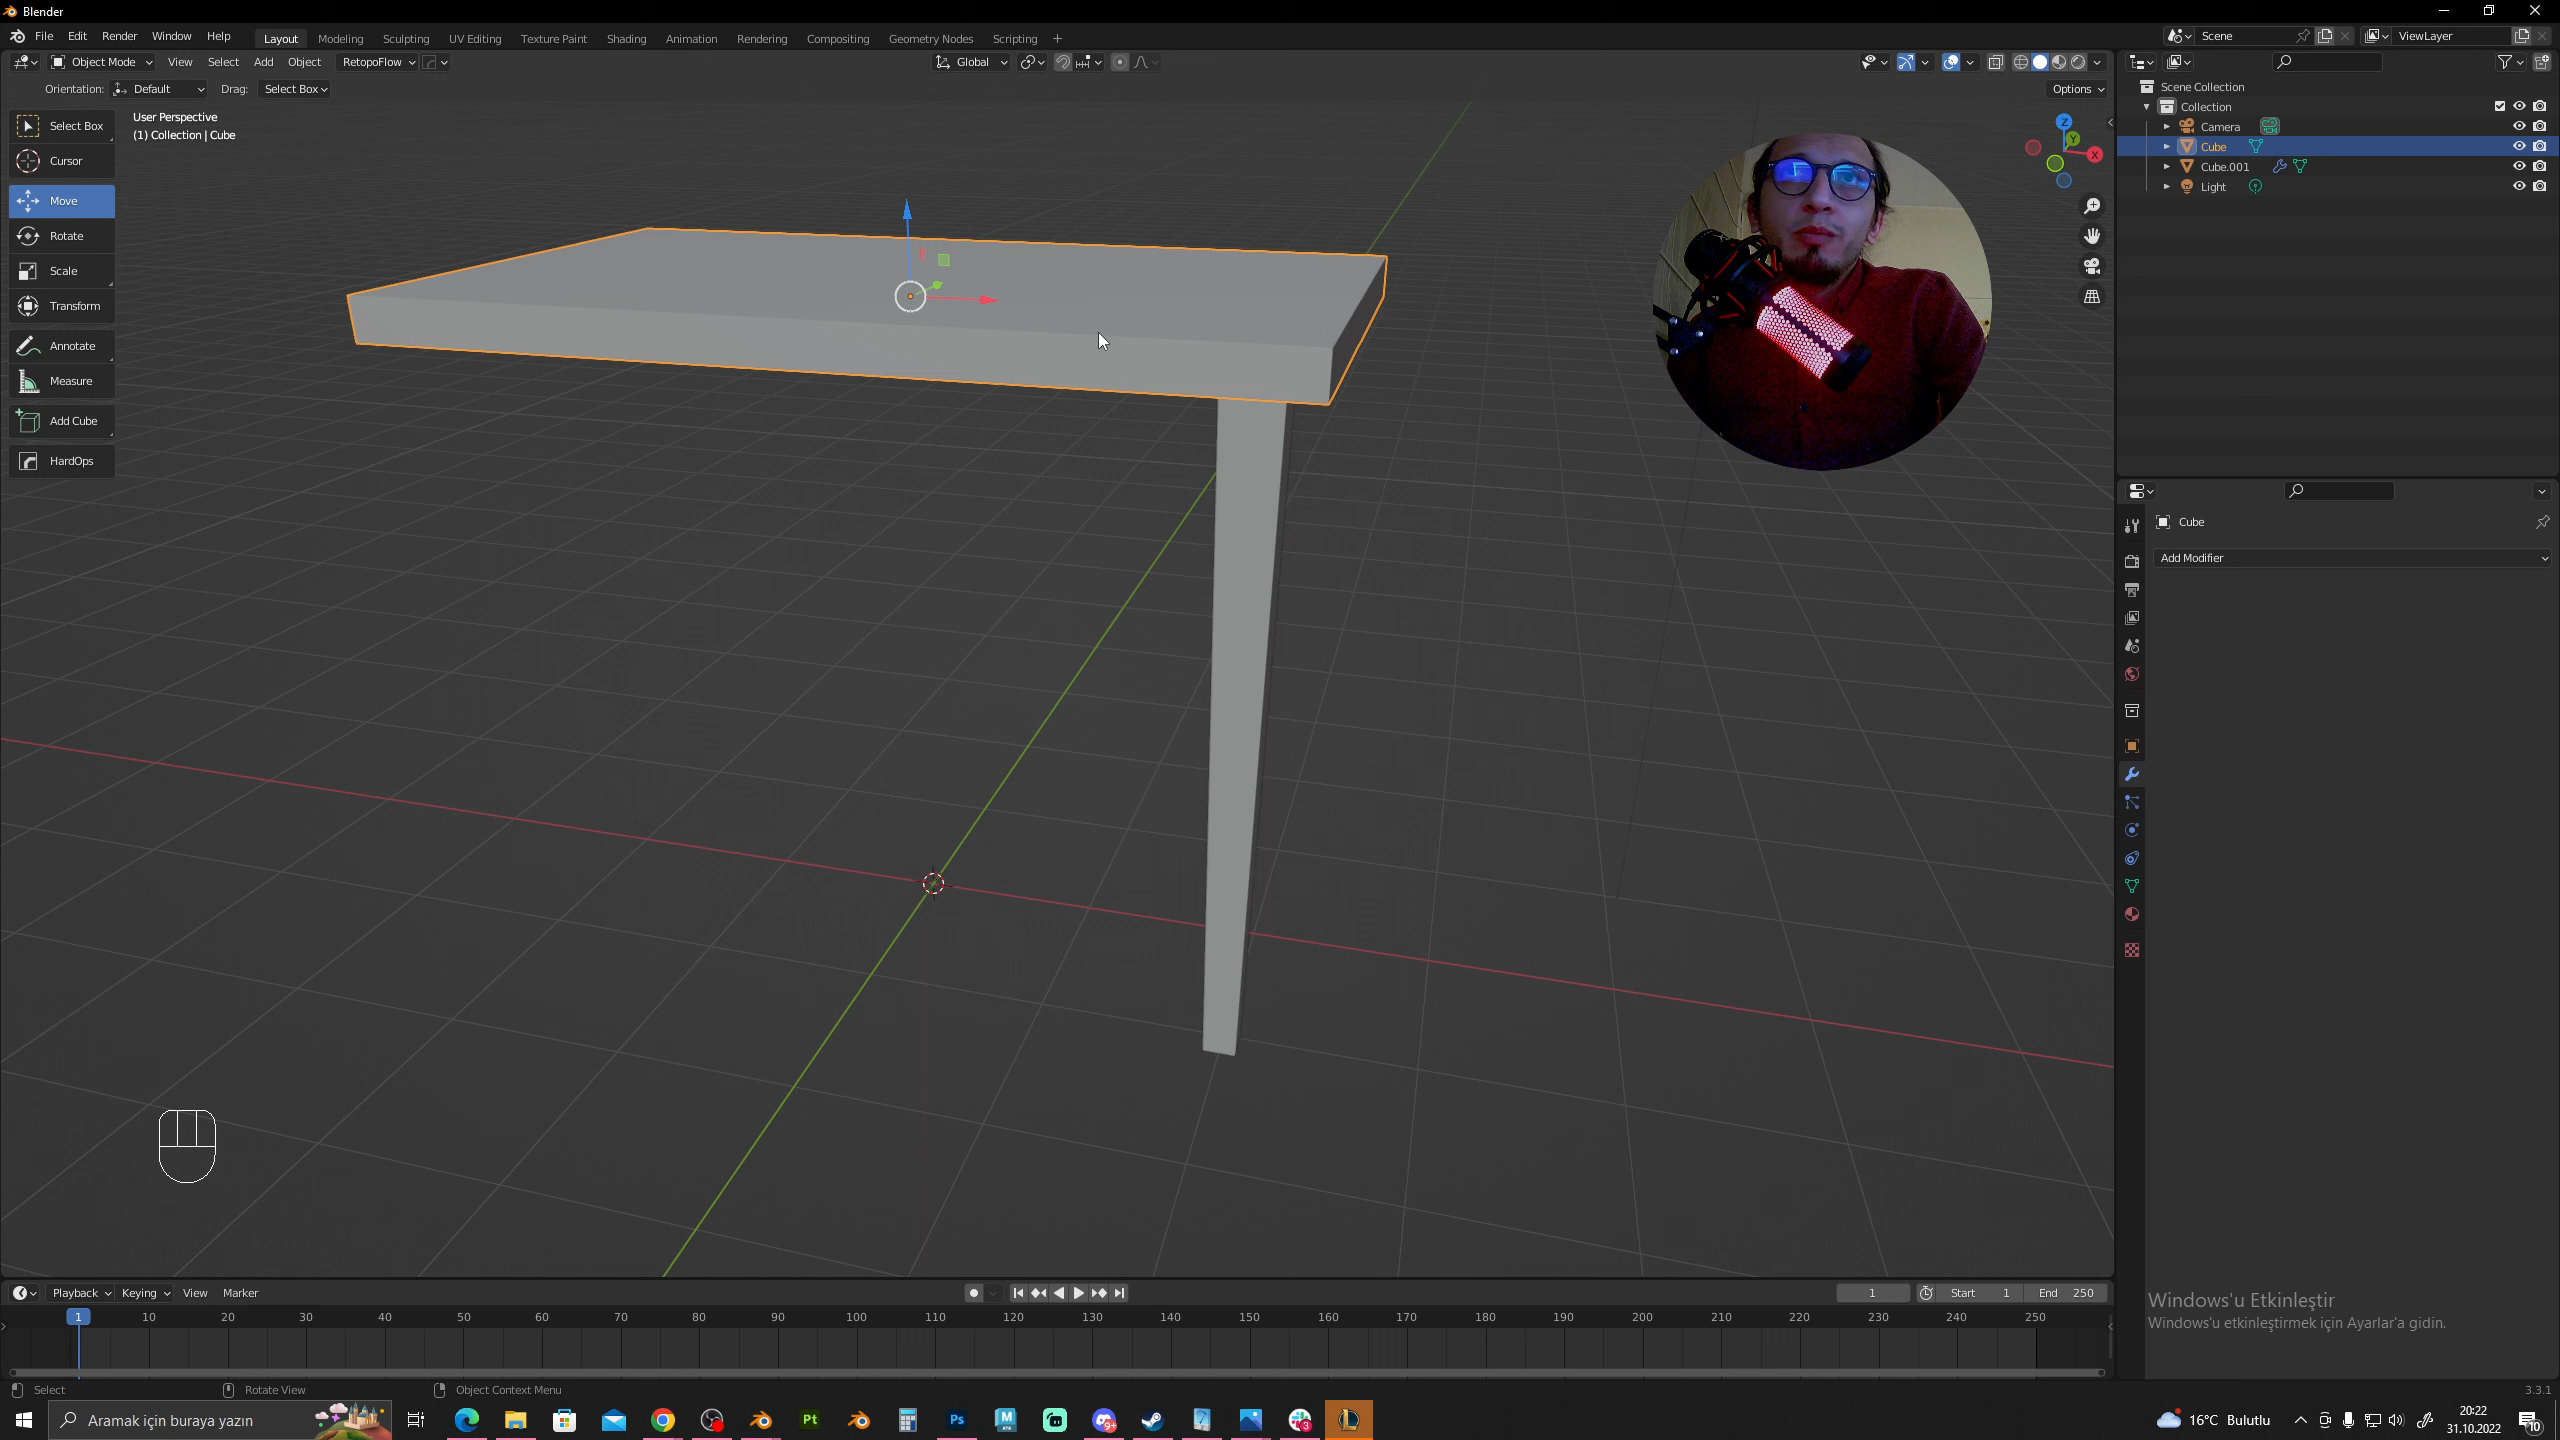 Blender
File Edit Render Window Help Layout Modeling Sculpting UV Editing Texture Paint Shading Animation Rendering Compositing Geometry Nodes Scripting + Scene ViewLayer
Object Mode View Select Add Object RetopoFlow Global
Orientation: Default Drag: Select Box Options
User Perspective
(1) Collection | Cube
Select Box
Cursor
Move
Rotate
Scale
Transform
Annotate
Measure
Add Cube
HardOps
Z
Y
X
Scene Collection
Collection
Camera
Cube
Cube.001
Light
Cube
Add Modifier
Playback Keying View Marker 1 Start 1 End 250
1 10 20 30 40 50 60 70 80 90 100 110 120 130 140 150 160 170 180 190 200 210 220 230 240 250
Windows'u Etkinleştir
Windows'u etkinleştirmek için Ayarlar'a gidin.
Select Rotate View Object Context Menu 3.3.1
Aramak için buraya yazın
Pt
Ps
M
9+
3
16°C Bulutlu
20:22
31.10.2022
10